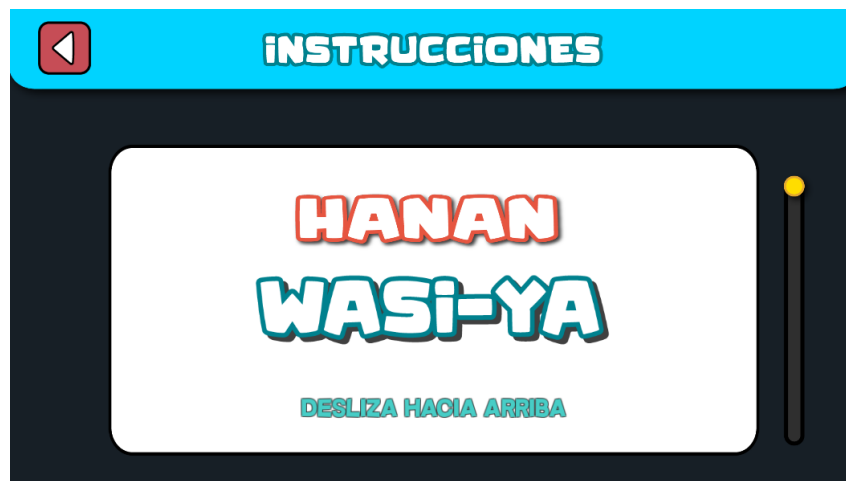 INSTRUCCIONES
HANAN
WASI-YA
DESLIZA HACIA ARRIBA